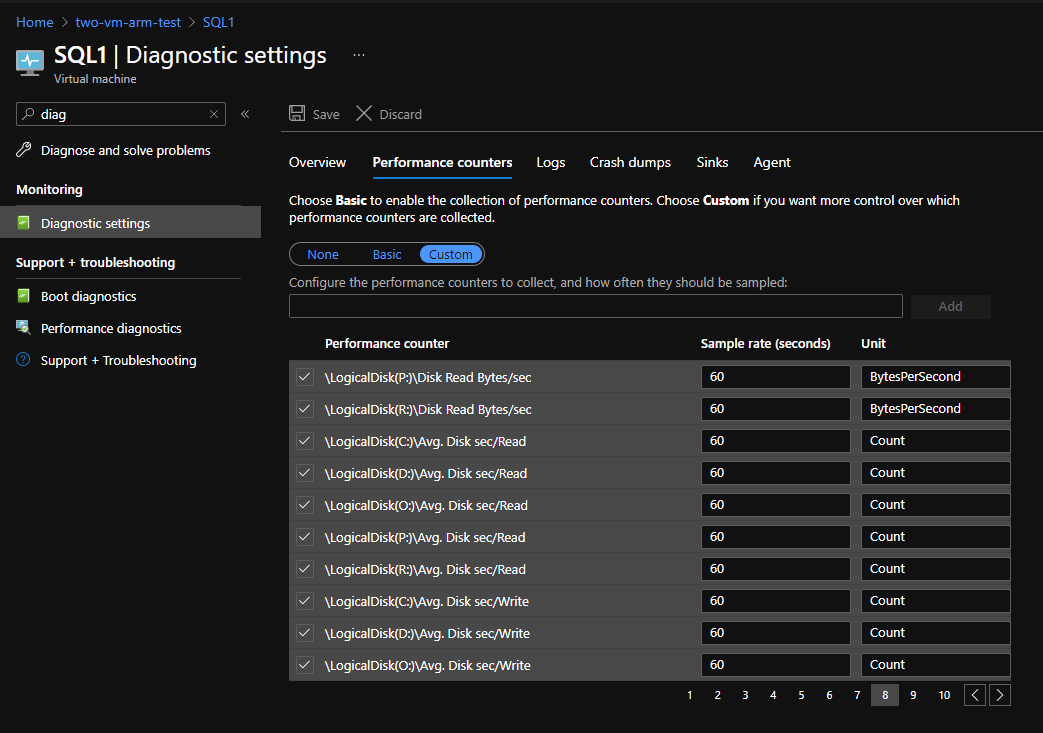 Home > two-vm-arm-test > SQL1
SQL1 | Diagnostic settings ...
Virtual machine
diag
Diagnose and solve problems
Monitoring
Diagnostic settings
Support + troubleshooting
Boot diagnostics
Performance diagnostics
Support + Troubleshooting
Save Discard
Overview Performance counters Logs Crash dumps Sinks Agent
Choose Basic to enable the collection of performance counters. Choose Custom if you want more control over which
performance counters are collected.
None Basic Custom
Configure the performance counters to collect, and how often they should be sampled:
Add
Performance counter Sample rate (seconds) Unit
\LogicalDisk(P:)\Disk Read Bytes/sec 60 BytesPerSecond
\LogicalDisk(R:)\Disk Read Bytes/sec 60 BytesPerSecond
\LogicalDisk(C:)\Avg. Disk sec/Read 60 Count
\LogicalDisk(D:)\Avg. Disk sec/Read 60 Count
\LogicalDisk(O:)\Avg. Disk sec/Read 60 Count
\LogicalDisk(P:)\Avg. Disk sec/Read 60 Count
\LogicalDisk(R:)\Avg. Disk sec/Read 60 Count
\LogicalDisk(C:)\Avg. Disk sec/Write 60 Count
\LogicalDisk(D:)\Avg. Disk sec/Write 60 Count
\LogicalDisk(O:)\Avg. Disk sec/Write 60 Count
1 2 3 4 5 6 7 8 9 10 < >